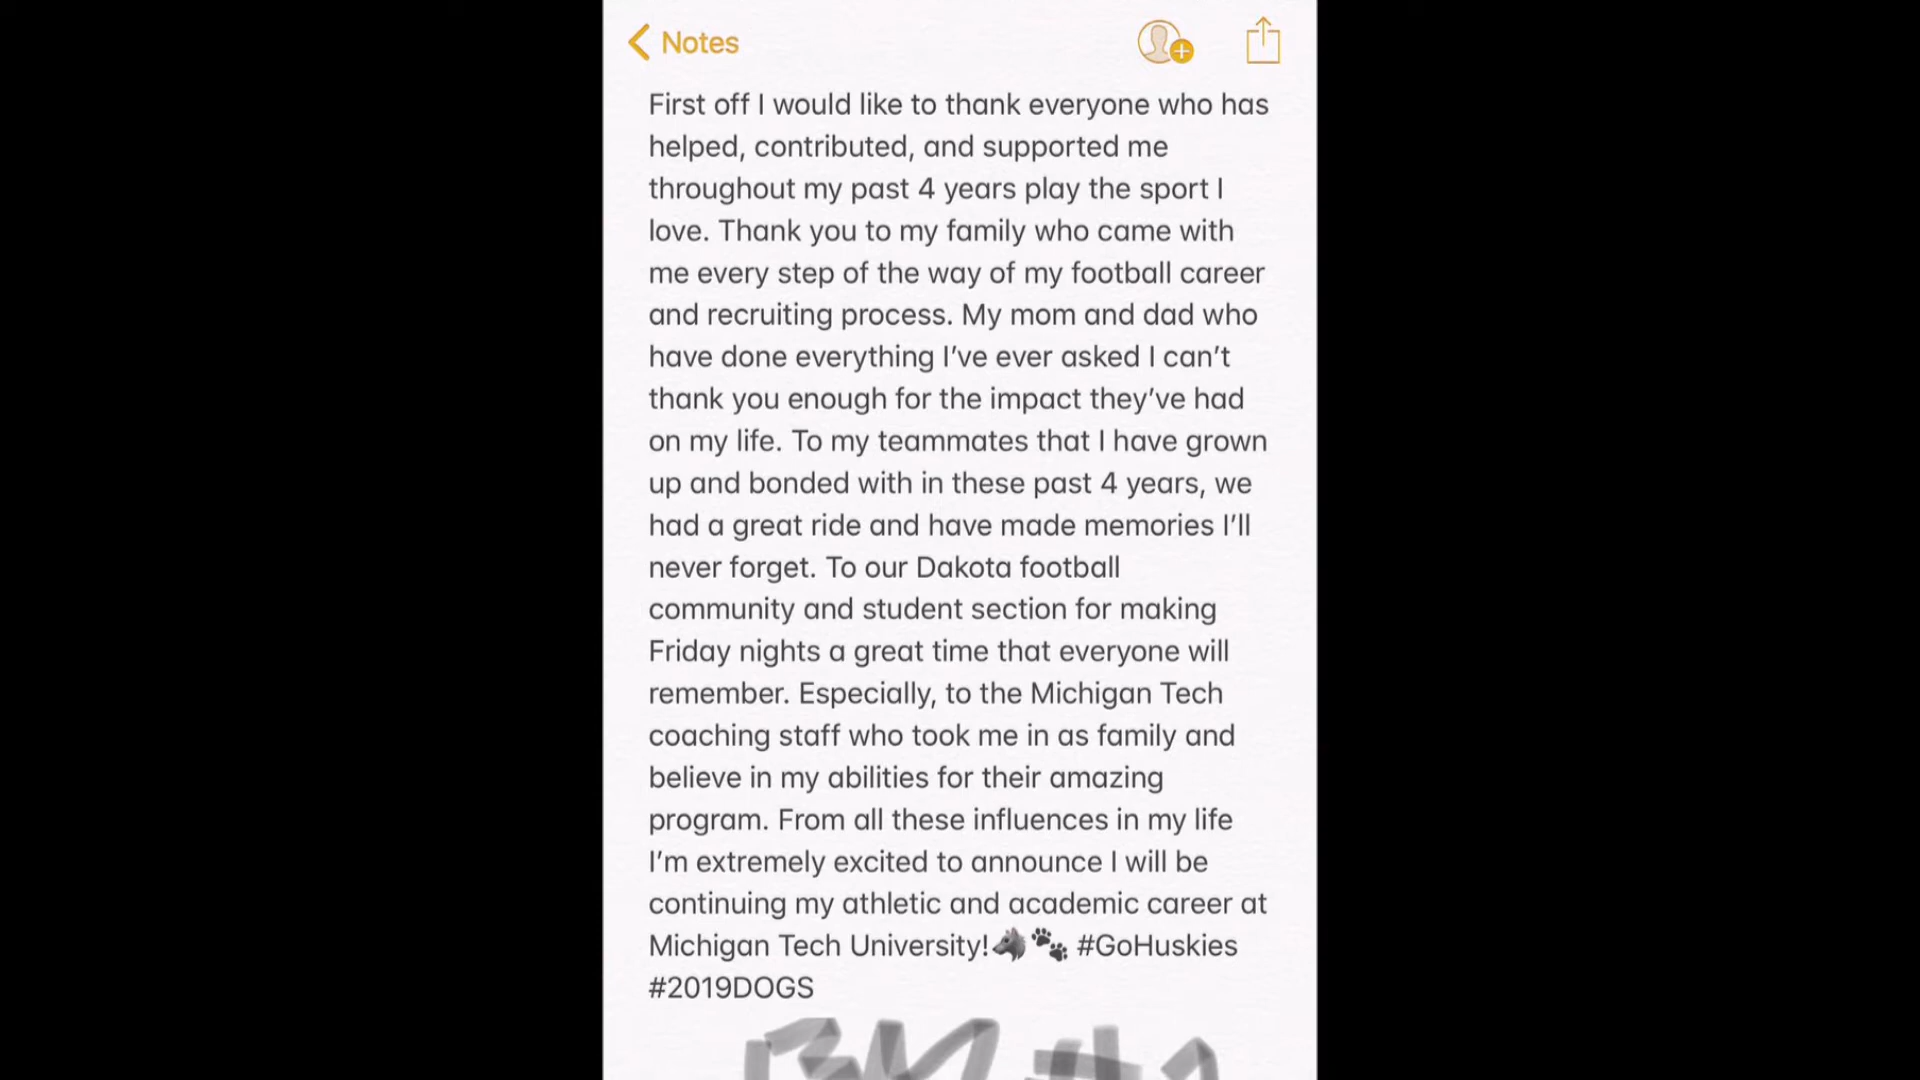 Notes
First off I would like to thank everyone who has
helped, contributed, and supported me
throughout my past 4 years play the sport I
love. Thank you to my family who came with
me every step of the way of my football career
and recruiting process. My mom and dad who
have done everything I’ve ever asked I can’t
thank you enough for the impact they’ve had
on my life. To my teammates that I have grown
up and bonded with in these past 4 years, we
had a great ride and have made memories I’ll
never forget. To our Dakota football
community and student section for making
Friday nights a great time that everyone will
remember. Especially, to the Michigan Tech
coaching staff who took me in as family and
believe in my abilities for their amazing
program. From all these influences in my life
I’m extremely excited to announce I will be
continuing my athletic and academic career at
Michigan Tech University!🐺🐾 #GoHuskies
#2019DOGS